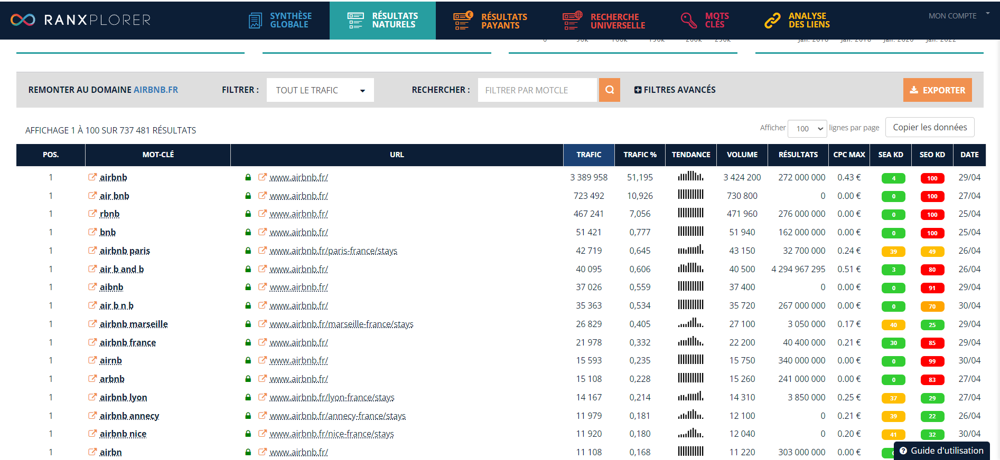 RANXPLORER
SYNTHÈSE GLOBALE
RÉSULTATS NATURELS
RÉSULTATS PAYANTS
RECHERCHE UNIVERSELLE
MOTS CLÉS
ANALYSE DES LIENS
MON COMPTE
0 50k 100k 150k 200k 250k Jan. 2016 Jan. 2018 Jan. 2020 Jan. 2022
REMONTER AU DOMAINE AIRBNB.FR FILTRER : TOUT LE TRAFIC RECHERCHER : FILTRER PAR MOTCLE FILTRES AVANCÉS EXPORTER
AFFICHAGE 1 À 100 SUR 737 481 RÉSULTATS Afficher 100 lignes par page Copier les données
POS. MOT-CLÉ URL TRAFIC TRAFIC % TENDANCE VOLUME RÉSULTATS CPC MAX SEA KD SEO KD DATE
1 airbnb www.airbnb.fr/ 3 389 958 51,195 3 424 200 272 000 000 0.43 € 4 100 29/04
1 air bnb www.airbnb.fr/ 723 492 10,926 730 800 0 0.00 € 0 100 27/04
1 rbnb www.airbnb.fr/ 467 241 7,056 471 960 276 000 000 0.00 € 0 100 25/04
1 bnb www.airbnb.fr/ 51 421 0,777 51 940 162 000 000 0.00 € 0 100 25/04
1 airbnb paris www.airbnb.fr/paris-france/stays 42 719 0,645 43 150 32 700 000 0.24 € 39 49 26/04
1 air b and b www.airbnb.fr/ 40 095 0,606 40 500 4 294 967 295 0.51 € 3 80 26/04
1 aibnb www.airbnb.fr/ 37 026 0,559 37 400 0 0.00 € 0 91 29/04
1 air b n b www.airbnb.fr/ 35 363 0,534 35 720 267 000 000 0.00 € 0 70 30/04
1 airbnb marseille www.airbnb.fr/marseille-france/stays 26 829 0,405 27 100 3 050 000 0.17 € 40 25 29/04
1 airbnb france www.airbnb.fr/ 21 978 0,332 22 200 40 400 000 0.21 € 30 85 29/04
1 airnb www.airbnb.fr/ 15 593 0,235 15 750 340 000 000 0.00 € 0 99 30/04
1 arbnb www.airbnb.fr/ 15 108 0,228 15 260 241 000 000 0.00 € 0 83 27/04
1 airbnb lyon www.airbnb.fr/lyon-france/stays 14 167 0,214 14 310 3 850 000 0.25 € 37 29 27/04
1 airbnb annecy www.airbnb.fr/annecy-france/stays 11 979 0,181 12 100 0 0.21 € 39 22 26/04
1 airbnb nice www.airbnb.fr/nice-france/stays 11 920 0,180 12 040 0 0.20 € 41 32 30/04
1 airbn www.airbnb.fr/ 11 108 0,168 11 220 303 000 000 0.00 €
Guide d'utilisation